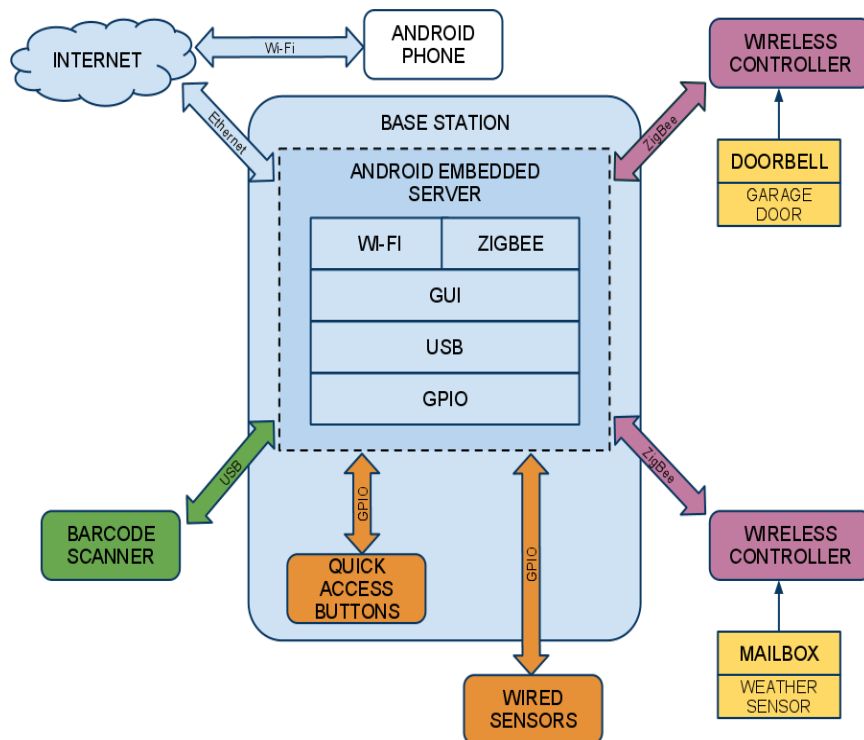 INTERNET
Wi-Fi
ANDROID
PHONE
WIRELESS
CONTROLLER
Ethernet
BASE STATION
ZigBee
DOORBELL
GARAGE
DOOR
ANDROID EMBEDDED
SERVER
WI-FI
ZIGBEE
GUI
USB
GPIO
USB
GPIO
GPIO
ZigBee
BARCODE
SCANNER
QUICK
ACCESS
BUTTONS
WIRELESS
CONTROLLER
MAILBOX
WEATHER
SENSOR
WIRED
SENSORS